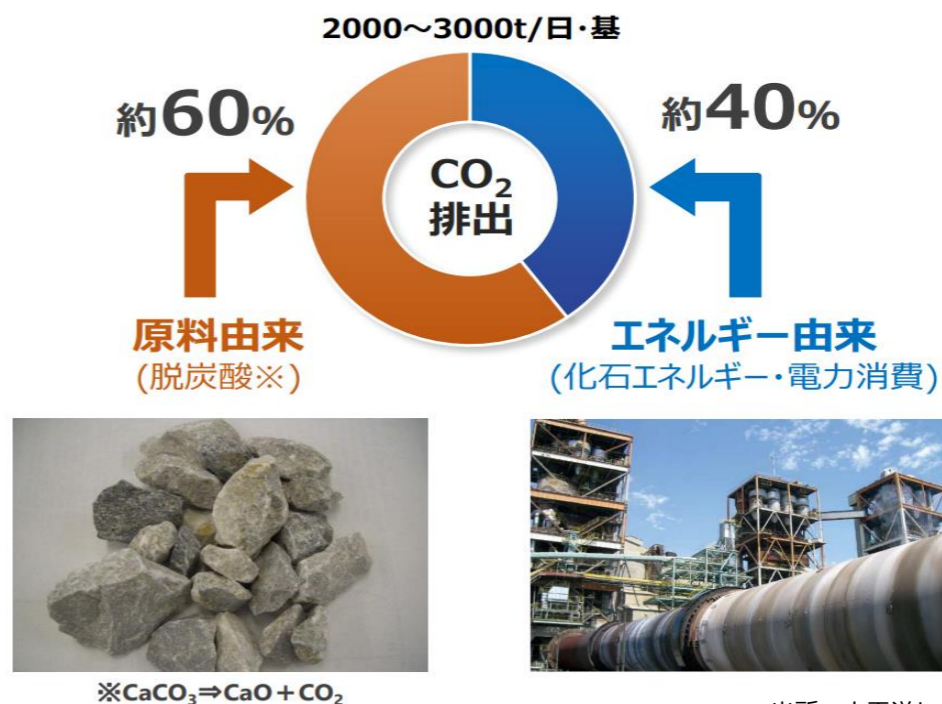 2000～3000t/日・基
約60%
約40%
CO₂
排出
原料由来
(脱炭酸※)
エネルギー由来
(化石エネルギー・電力消費)
※CaCO₃⇒CaO＋CO₂